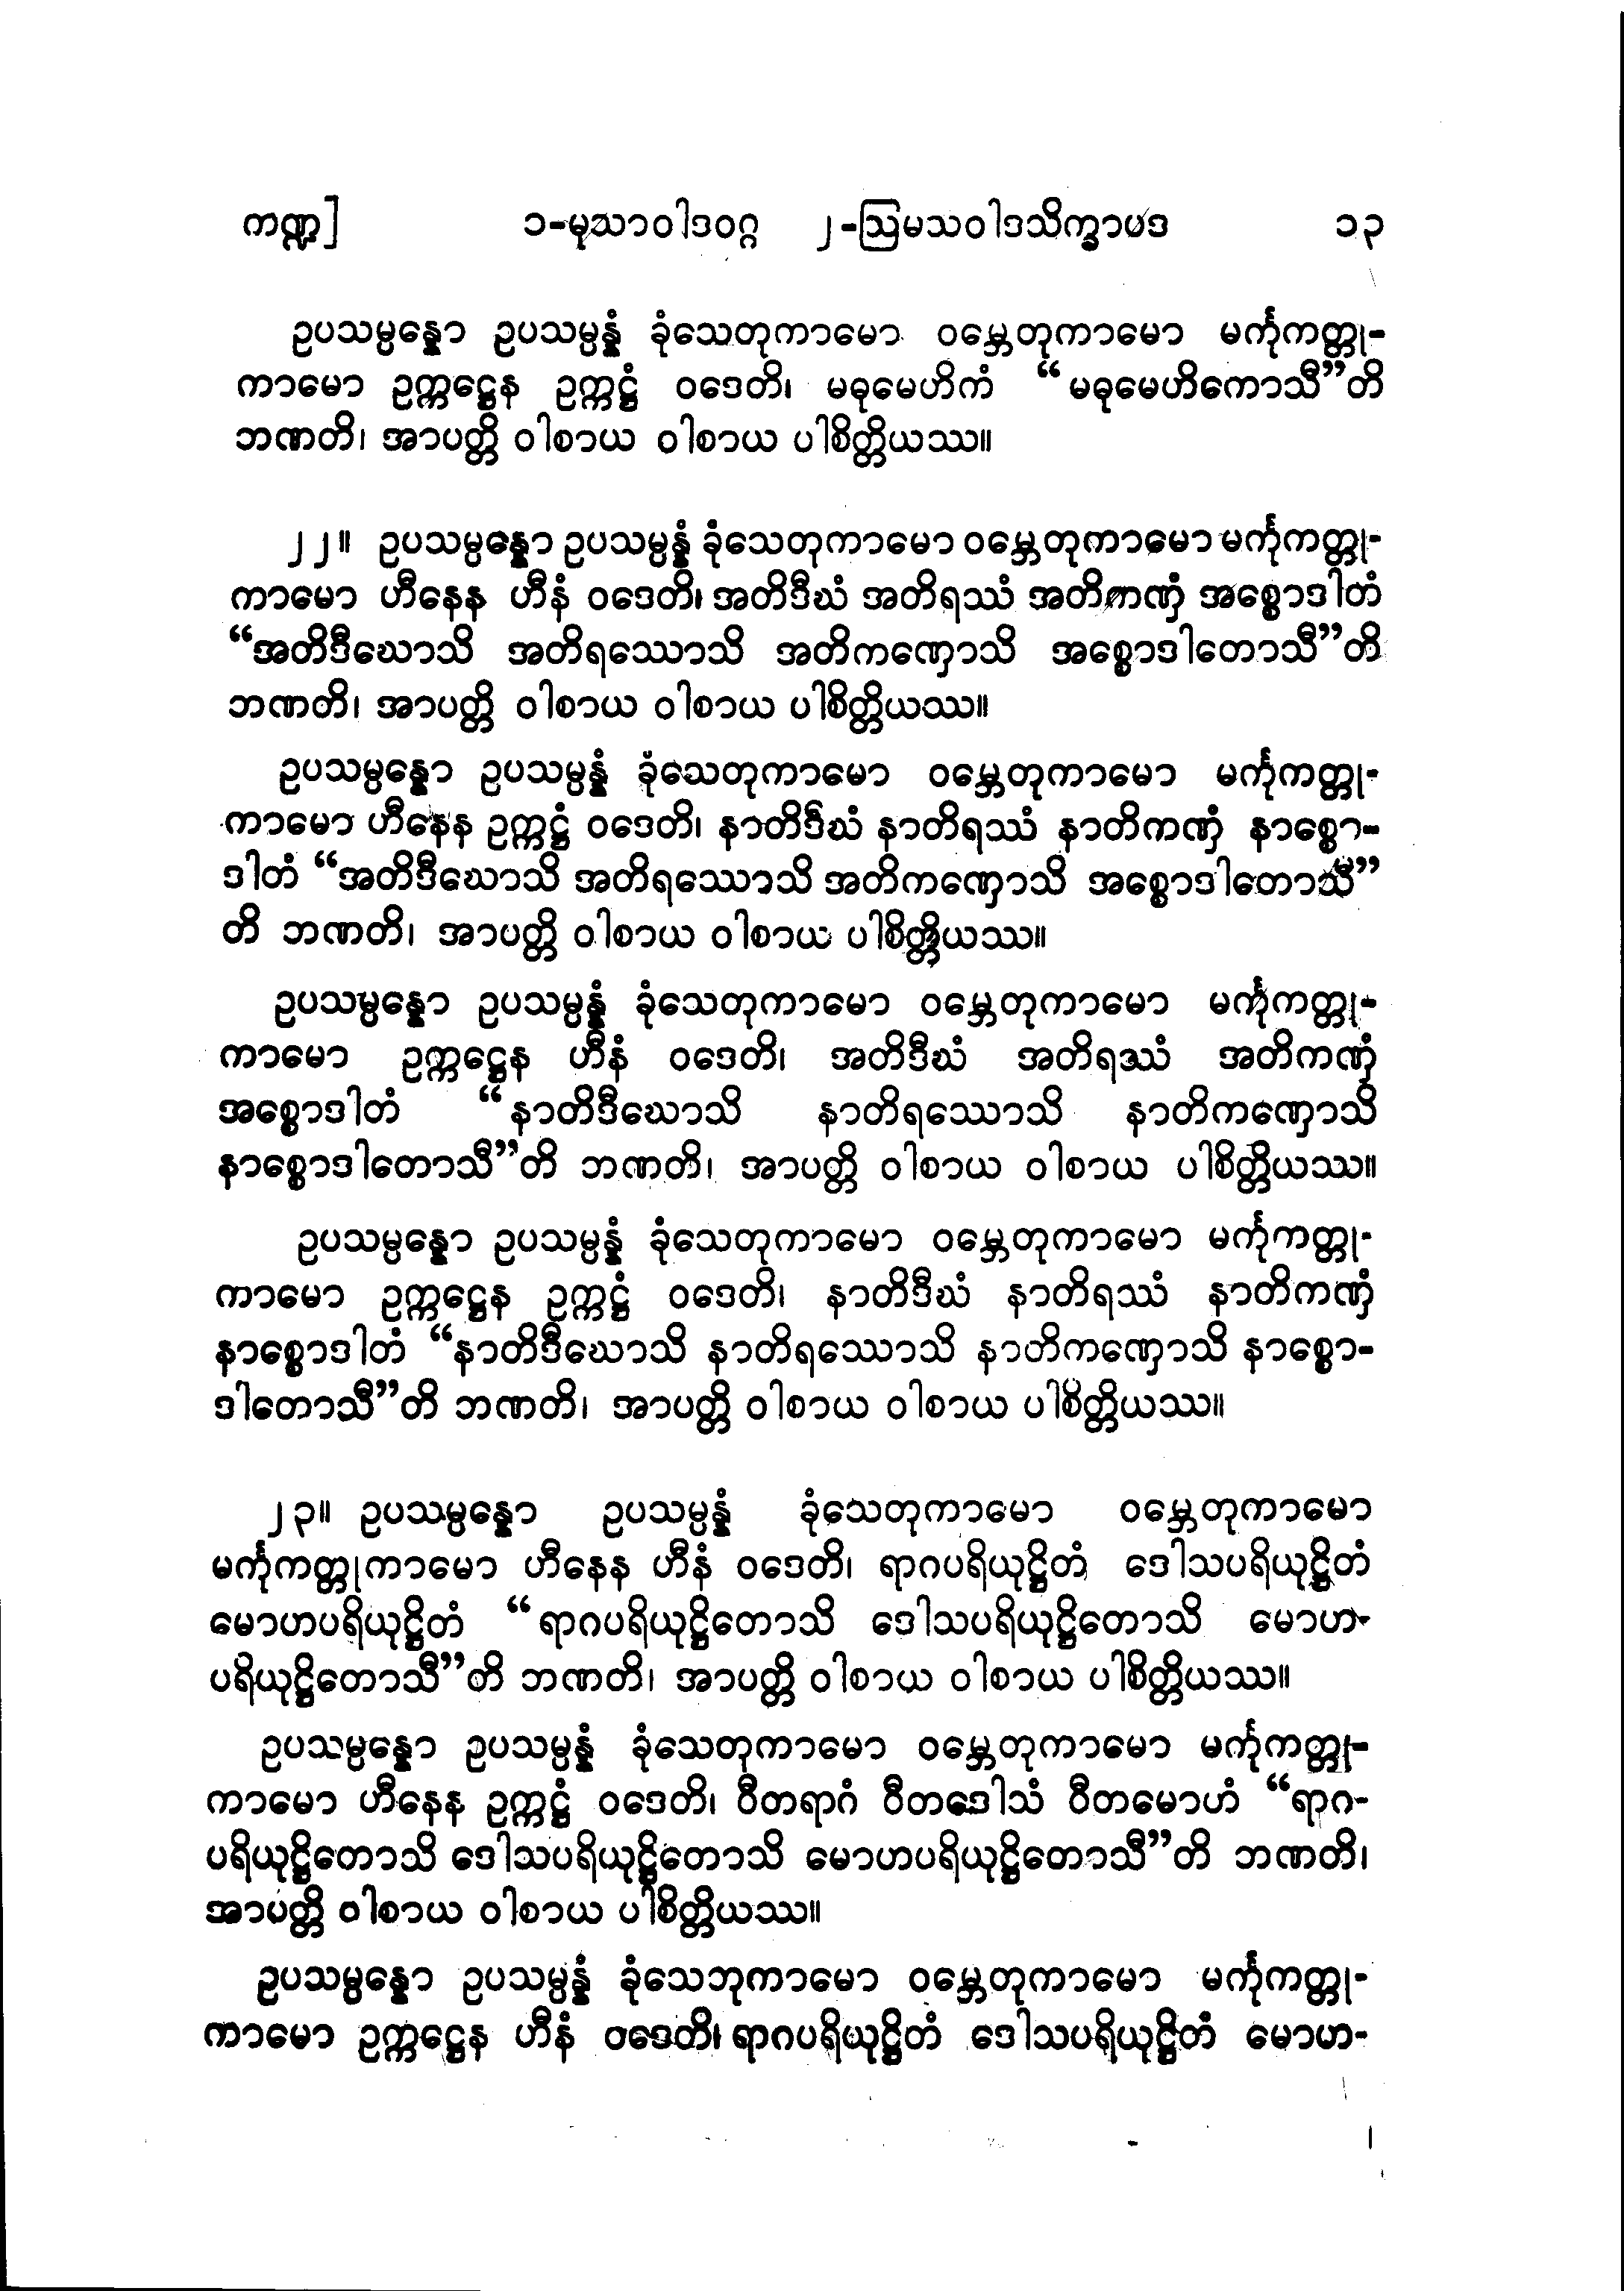 ကဏ္ဍ] ၁-မုသာဝါဒဝဂ္ဂ ၂-ဩမသဝါဒသိက္ခာပဒ ၁၃
ဥပသမ္ပန္နော ဥပသမ္ပန္နံ ခုံသေတုကာမော ဝမ္ဘေတုကာမော မင်္ကုကတ္တု-
ကာမော ဥက္ကဋ္ဌေန ဥက္ကဋ္ဌံ ဝဒေတိ၊ မဓုမေဟိကံ “မဓုမေဟိကောသီ”တိ
ဘဏတိ၊ အာပတ္တိ ဝါစာယ ဝါစာယ ပါစိတ္တိယဿ။
၂၂။ ဥပသမ္ပန္နော ဥပသမ္ပန္နံ ခုံသေတုကာမော ဝမ္ဘေတုကာမော မင်္ကုကတ္တု-
ကာမော ဟီနေန ဟီနံ ဝဒေတိ၊ အတိဒီဃံ အတိရဿံ အတိကဏှံ အစ္စောဒါတံ
“အတိဒီဃောသိ အတိရဿောသိ အတိကဏှောသိ အစ္စောဒါတောသီ”တိ
ဘဏတိ၊ အာပတ္တိ ဝါစာယ ဝါစာယ ပါစိတ္တိယဿ။
ဥပသမ္ပန္နော ဥပသမ္ပန္နံ ခုံသေတုကာမော ဝမ္ဘေတုကာမော မင်္ကုကတ္တု-
ကာမော ဟီနေန ဥက္ကဋ္ဌံ ဝဒေတိ၊ နာတိဒီဃံ နာတိရဿံ နာတိကဏှံ နာစ္စော-
ဒါတံ “အတိဒီဃောသိ အတိရဿောသိ အတိကဏှောသိ အစ္စောဒါတောသီ”
တိ ဘဏတိ၊ အာပတ္တိ ဝါစာယ ဝါစာယ ပါစိတ္တိယဿ။
ဥပသမ္ပန္နော ဥပသမ္ပန္နံ ခုံသေတုကာမော ဝမ္ဘေတုကာမော မင်္ကုကတ္တု-
ကာမော ဥက္ကဋ္ဌေန ဟီနံ ဝဒေတိ၊ အတိဒီဃံ အတိရဿံ အတိကဏှံ
အစ္စောဒါတံ “နာတိဒီဃောသိ နာတိရဿောသိ နာတိကဏှောသိ
နာစ္စောဒါတောသီ”တိ ဘဏတိ၊ အာပတ္တိ ဝါစာယ ဝါစာယ ပါစိတ္တိယဿ။
ဥပသမ္ပန္နော ဥပသမ္ပန္နံ ခုံသေတုကာမော ဝမ္ဘေတုကာမော မင်္ကုကတ္တု-
ကာမော ဥက္ကဋ္ဌေန ဥက္ကဋ္ဌံ ဝဒေတိ၊ နာတိဒီဃံ နာတိရဿံ နာတိကဏှံ
နာစ္စောဒါတံ “နာတိဒီဃောသိ နာတိရဿောသိ နာတိကဏှောသိ နာစ္စော-
ဒါတောသီ”တိ ဘဏတိ၊ အာပတ္တိ ဝါစာယ ဝါစာယ ပါစိတ္တိယဿ။
၂၃။ ဥပသမ္ပန္နော ဥပသမ္ပန္နံ ခုံသေတုကာမော ဝမ္ဘေတုကာမော
မင်္ကုကတ္တုကာမော ဟီနေန ဟီနံ ဝဒေတိ၊ ရာဂပရိယုဋ္ဌိတံ ဒေါသပရိယုဋ္ဌိတံ
မောဟပရိယုဋ္ဌိတံ “ရာဂပရိယုဋ္ဌိတောသိ ဒေါသပရိယုဋ္ဌိတောသိ မောဟ-
ပရိယုဋ္ဌိတောသီ”တိ ဘဏတိ၊ အာပတ္တိ ဝါစာယ ဝါစာယ ပါစိတ္တိယဿ။
ဥပသမ္ပန္နော ဥပသမ္ပန္နံ ခုံသေတုကာမော ဝမ္ဘေတုကာမော မင်္ကုကတ္တု-
ကာမော ဟီနေန ဥက္ကဋ္ဌံ ဝဒေတိ၊ ဝီတရာဂံ ဝီတဒေါသံ ဝီတမောဟံ “ရာဂ-
ပရိယုဋ္ဌိတောသိ ဒေါသပရိယုဋ္ဌိတောသိ မောဟပရိယုဋ္ဌိတောသီ”တိ ဘဏတိ၊
အာပတ္တိ ဝါစာယ ဝါစာယ ပါစိတ္တိယဿ။
ဥပသမ္ပန္နော ဥပသမ္ပန္နံ ခုံသေဘုကာမော ဝမ္ဘေတုကာမော မင်္ကုကတ္တု-
ကာမော ဥက္ကဋ္ဌေန ဟီနံ ဝဒေတိ၊ ရာဂပရိယုဋ္ဌိတံ ဒေါသပရိယုဋ္ဌိတံ မောဟ-